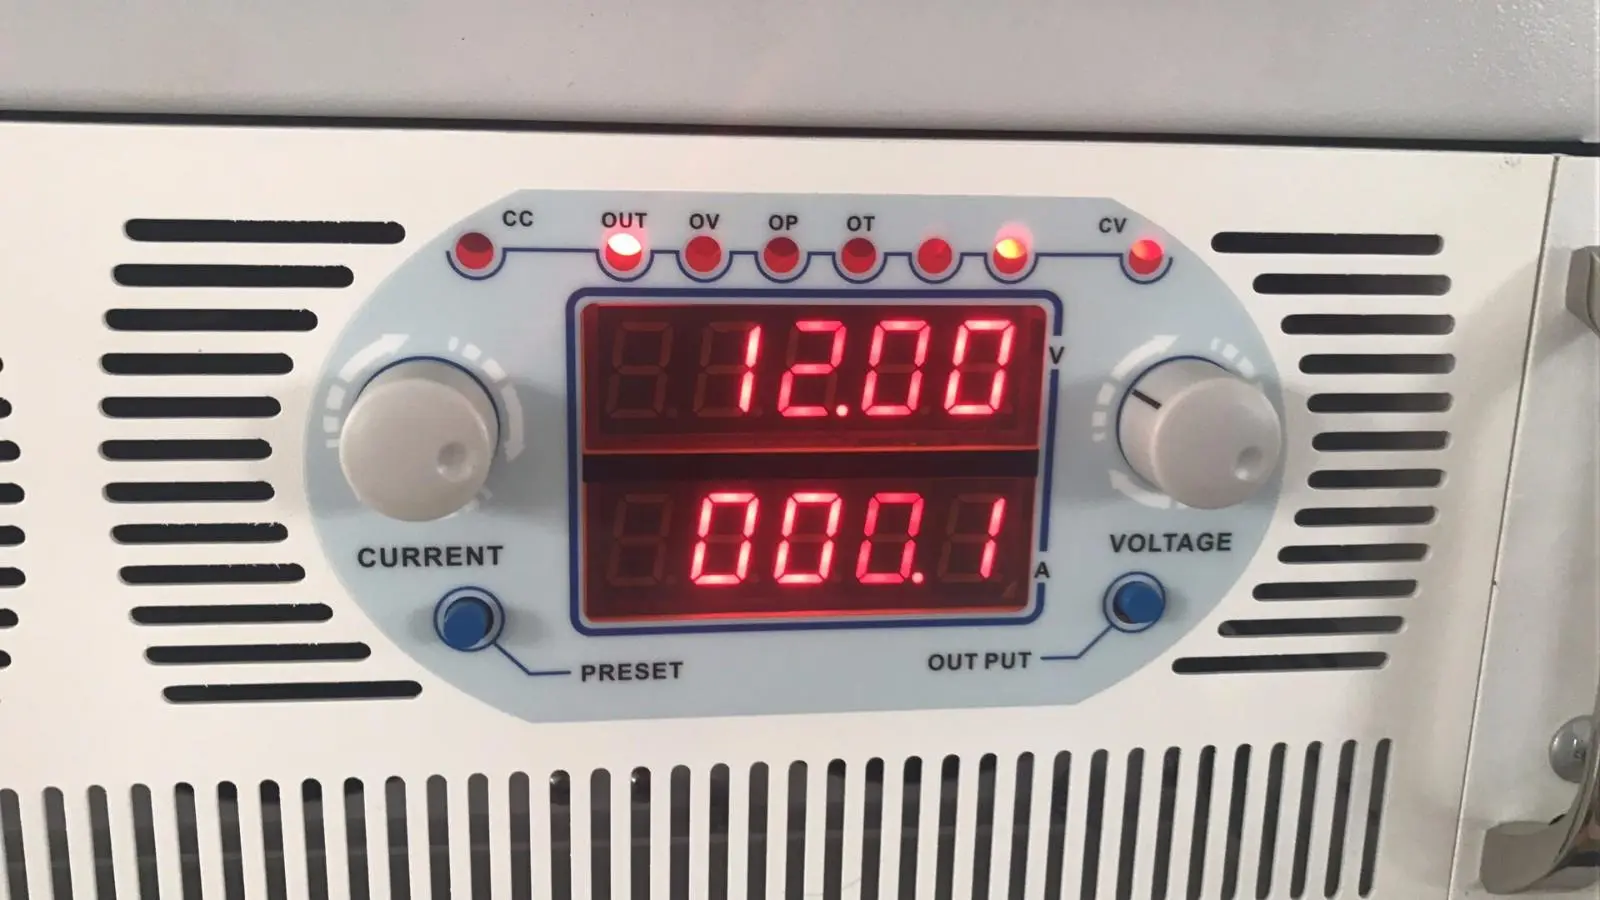 CC OUT OV OP OT CV
12.00 V
000.1 A
CURRENT VOLTAGE
PRESET OUT PUT